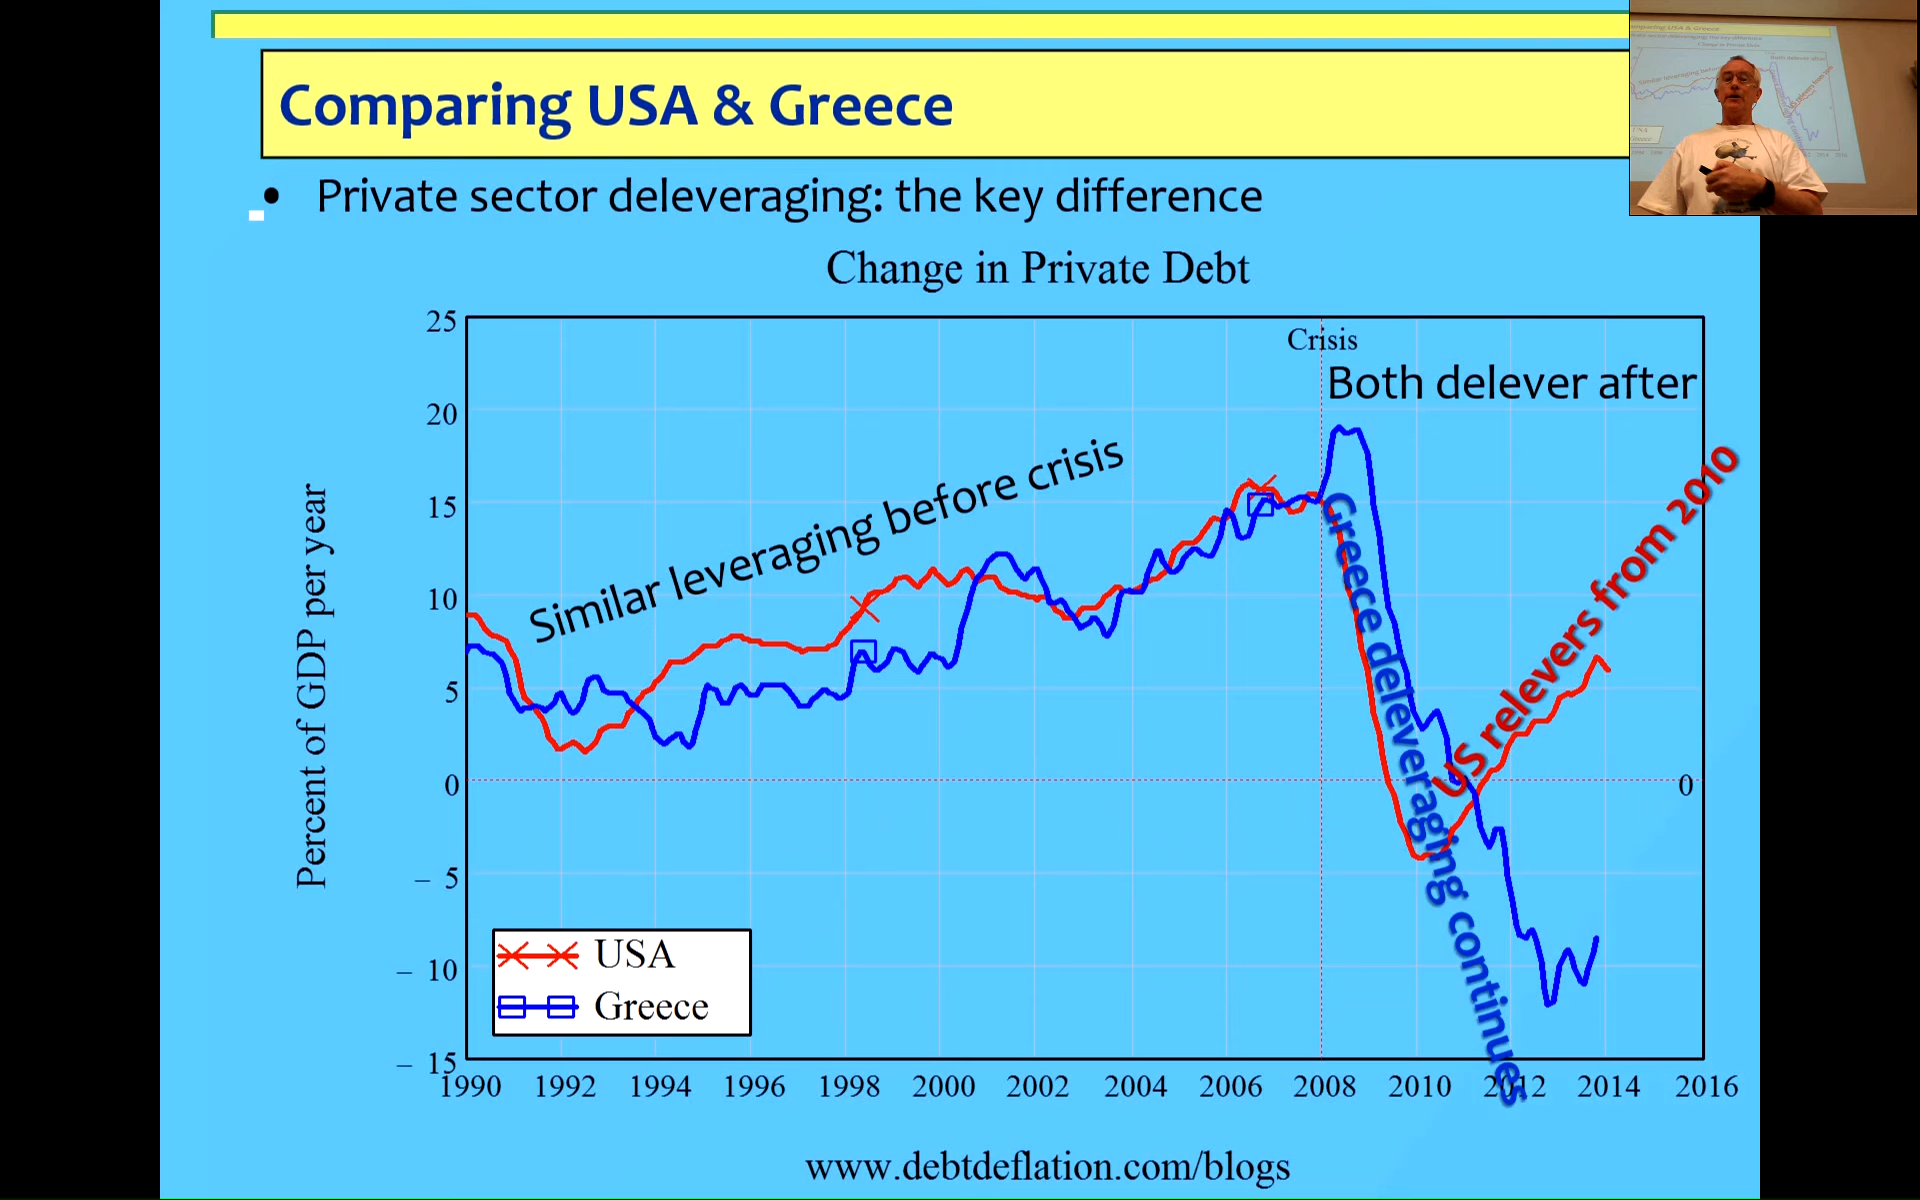 Comparing USA & Greece
• Private sector deleveraging: the key difference
Change in Private Debt
Percent of GDP per year
25
20
15
10
5
0
– 5
– 10
– 15
Crisis
Both delever after
Similar leveraging before crisis
Greece deleveraging continues
US relevers from 2010
0
USA
Greece
1990 1992 1994 1996 1998 2000 2002 2004 2006 2008 2010 2012 2014 2016
www.debtdeflation.com/blogs